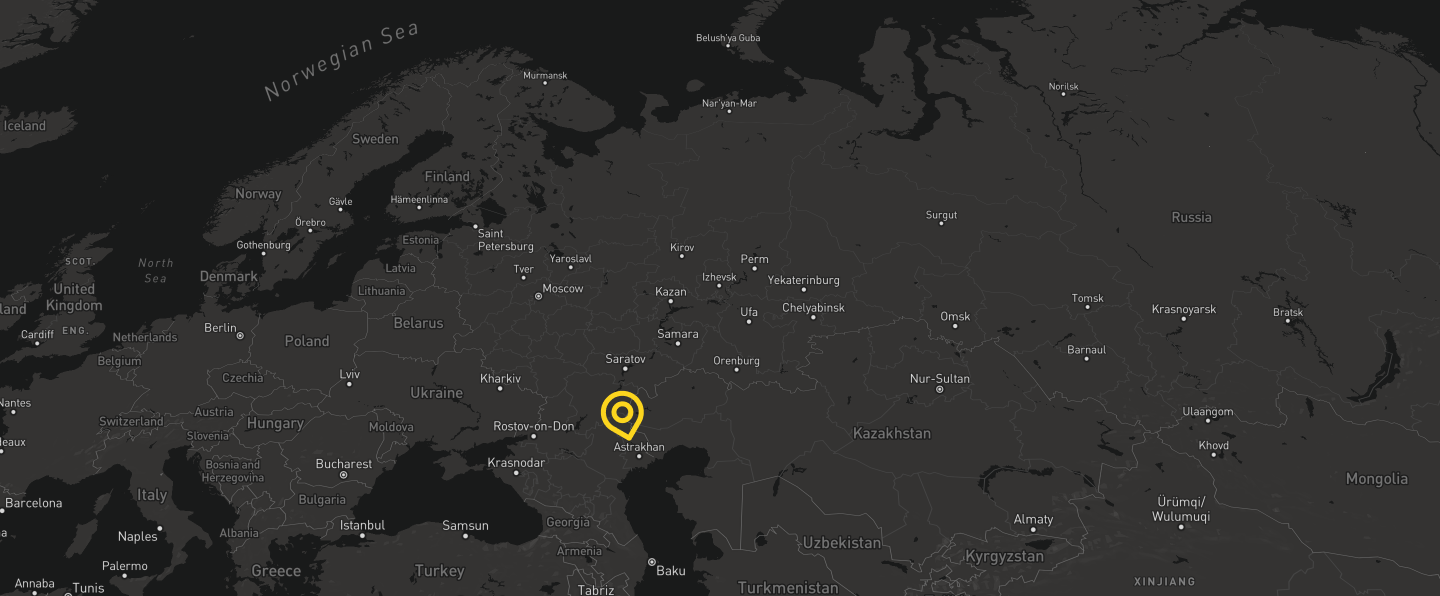 Norwegian Sea
Belush'ya Guba
Murmansk
Norilsk
Nar'yan-Mar
Iceland
Sweden
Finland
Norway
Gävle
Hämeenlinna
Örebro
Surgut
Russia
Saint
Petersburg
Gothenburg
Estonia
Kirov
SCOT.
North
Sea
Yaroslavl
Perm
Latvia
Tver
Denmark
Izhevsk
Yekaterinburg
United
Kingdom
Lithuania
Moscow
Kazan
Tomsk
land
Ufa
Chelyabinsk
Krasnoyarsk
Bratsk
Omsk
Belarus
Berlin
ENG.
Cardiff
Netherlands
Poland
Samara
Barnaul
Belgium
Saratov
Orenburg
Lviv
Czechia
Kharkiv
Nur-Sultan
Ukraine
Nantes
Austria
Ulaangom
Switzerland
Hungary
Moldova
Rostov-on-Don
Kazakhstan
Slovenia
deaux
Astrakhan
Khovd
Bosnia and
Herzegovina
Bucharest
Krasnodar
Mongolia
Italy
Bulgaria
Barcelona
Ürümqi/
Wulumuqi
Almaty
Georgia
Istanbul
Samsun
Albania
Naples
a
Uzbekistan
Armenia
Kyrgyzstan
Palermo
Greece
Turkey
Baku
XINJIANG
Annaba
Tunis
Tabriz
Turkmenistan